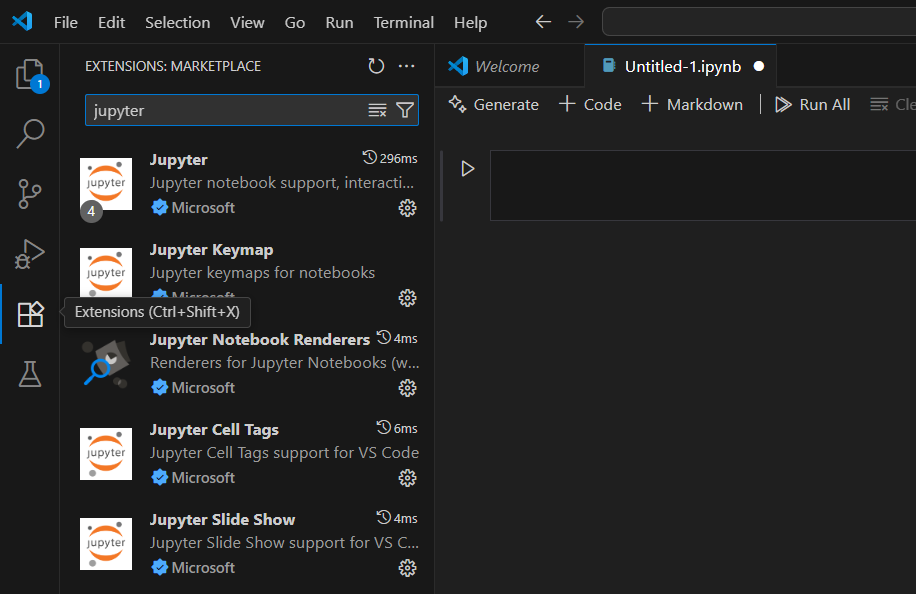 File Edit Selection View Go Run Terminal Help
1
EXTENSIONS: MARKETPLACE
Welcome
Untitled-1.ipynb
jupyter
Generate
Code
Markdown
Run All
Cle
jupyter
4
Jupyter
296ms
Jupyter notebook support, interacti...
Microsoft
jupyter
Jupyter Keymap
Jupyter keymaps for notebooks
Microsoft
Extensions (Ctrl+Shift+X)
Jupyter Notebook Renderers
4ms
Renderers for Jupyter Notebooks (w...
Microsoft
jupyter
Jupyter Cell Tags
6ms
Jupyter Cell Tags support for VS Code
Microsoft
jupyter
Jupyter Slide Show
4ms
Jupyter Slide Show support for VS C...
Microsoft